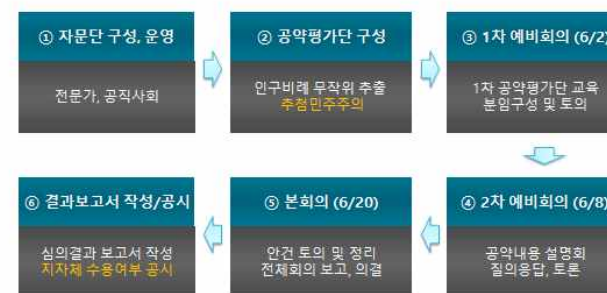 ① 자문단 구성, 운영
전문가, 공직사회
② 공약평가단 구성
인구비례 무작위 추출
추첨민주주의
③ 1차 예비회의 (6/2)
1차 공약평가단 교육
분임구성 및 토의
④ 2차 예비회의 (6/8)
공약내용 설명회
질의응답, 토론
⑤ 본회의 (6/20)
안건 토의 및 정리
전체회의 보고, 의결
⑥ 결과보고서 작성/공시
심의결과 보고서 작성
지자체 수용여부 공시